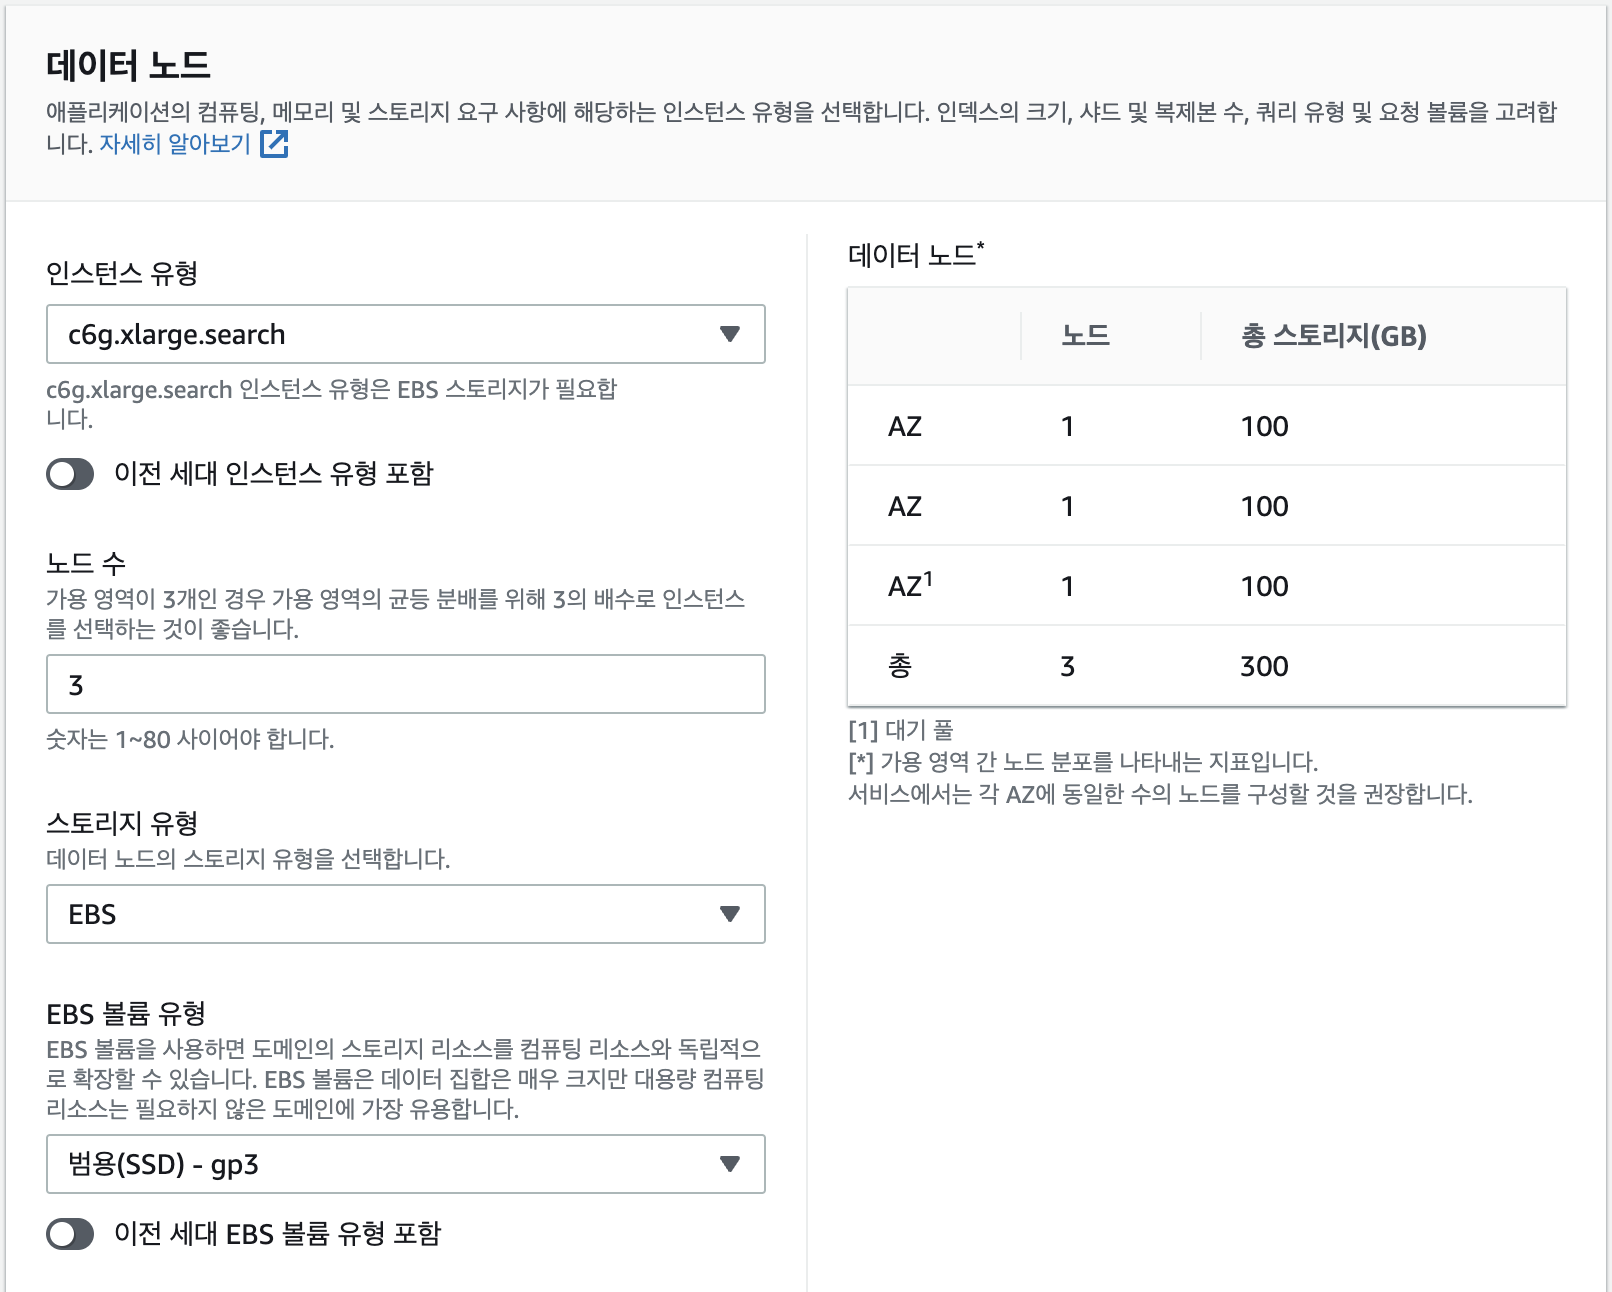 데이터 노드
애플리케이션의 컴퓨팅, 메모리 및 스토리지 요구 사항에 해당하는 인스턴스 유형을 선택합니다. 인덱스의 크기, 샤드 및 복제본 수, 쿼리 유형 및 요청 볼륨을 고려합
니다. 자세히 알아보기
인스턴스 유형
c6g.xlarge.search
c6g.xlarge.search 인스턴스 유형은 EBS 스토리지가 필요합
니다.
이전 세대 인스턴스 유형 포함
노드 수
가용 영역이 3개인 경우 가용 영역의 균등 분배를 위해 3의 배수로 인스턴스
를 선택하는 것이 좋습니다.
3
숫자는 1~80 사이어야 합니다.
스토리지 유형
데이터 노드의 스토리지 유형을 선택합니다.
EBS
EBS 볼륨 유형
EBS 볼륨을 사용하면 도메인의 스토리지 리소스를 컴퓨팅 리소스와 독립적으
로 확장할 수 있습니다. EBS 볼륨은 데이터 집합은 매우 크지만 대용량 컴퓨팅
리소스는 필요하지 않은 도메인에 가장 유용합니다.
범용(SSD) - gp3
이전 세대 EBS 볼륨 유형 포함
데이터 노드*
노드 총 스토리지(GB)
AZ 1 100
AZ 1 100
AZ1 1 100
총 3 300
[1] 대기 풀
[*] 가용 영역 간 노드 분포를 나타내는 지표입니다.
서비스에서는 각 AZ에 동일한 수의 노드를 구성할 것을 권장합니다.